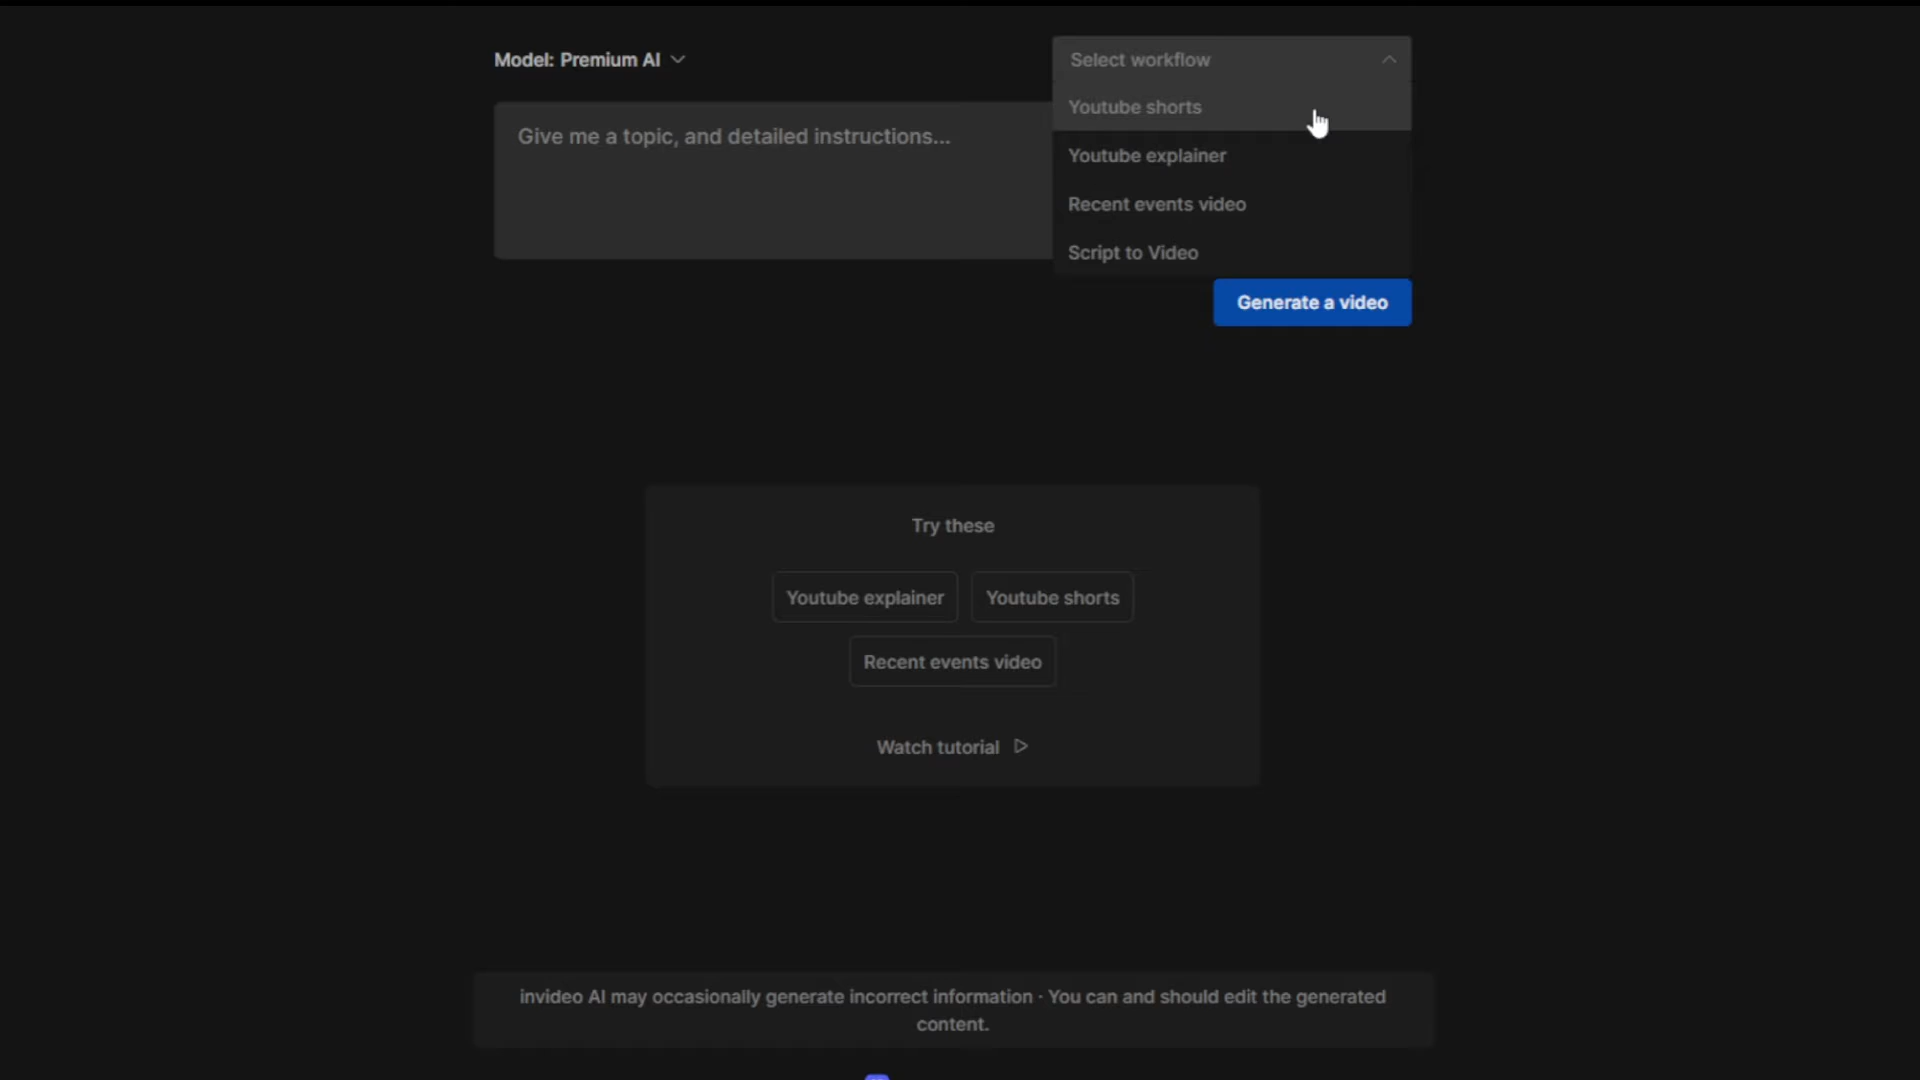 Model: Premium AI
Select workflow
Give me a topic, and detailed instructions...
Youtube shorts
Youtube explainer
Recent events video
Script to Video
Generate a video
Try these
Youtube explainer
Youtube shorts
Recent events video
Watch tutorial
invideo AI may occasionally generate incorrect information · You can and should edit the generated
content.